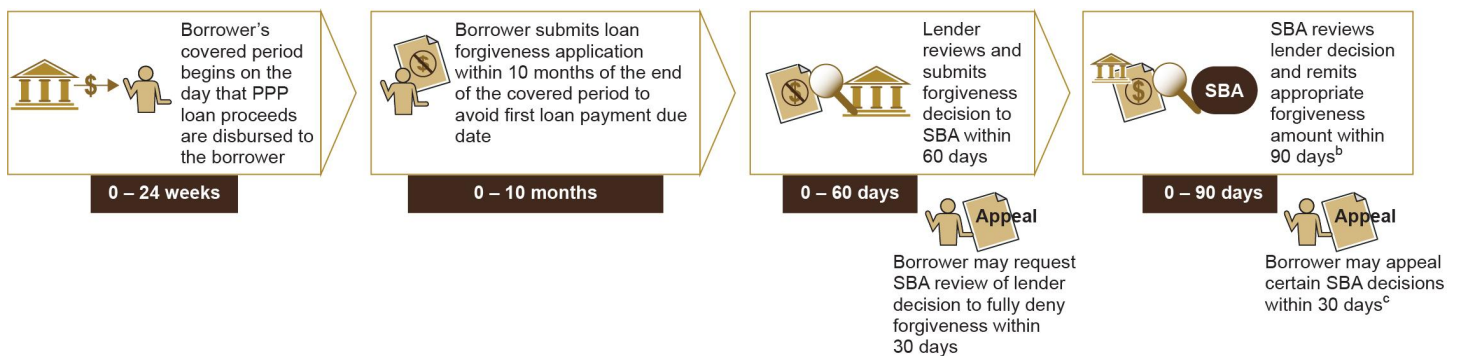 Borrower's
covered period
begins on the
day that PPP
loan proceeds
are disbursed to
the borrower
$
0 – 24 weeks
Borrower submits loan
forgiveness application
within 10 months of the end
of the covered period to
avoid first loan payment due
date
$
0 – 10 months
Lender
reviews and
submits
forgiveness
decision to
SBA within
60 days
$
0 – 60 days
Appeal
Borrower may request
SBA review of lender
decision to fully deny
forgiveness within
30 days
SBA reviews
lender decision
and remits
appropriate
forgiveness
amount within
90 daysᵇ
$
SBA
0 – 90 days
Appeal
Borrower may appeal
certain SBA decisions
within 30 daysᶜ